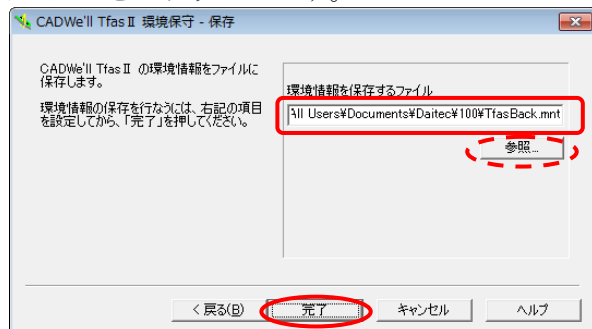 CADWe'll Tfas II 環境保守 - 保存
CADWe'll Tfas II の環境情報をファイルに
保存します。
環境情報の保存を行なうには、右記の項目
を設定してから、「完了」を押してください。
環境情報を保存するファイル
All Users¥Documents¥Daitec¥100¥TfasBack.mnt
参照...
< 戻る(B)
完了
キャンセル
ヘルプ